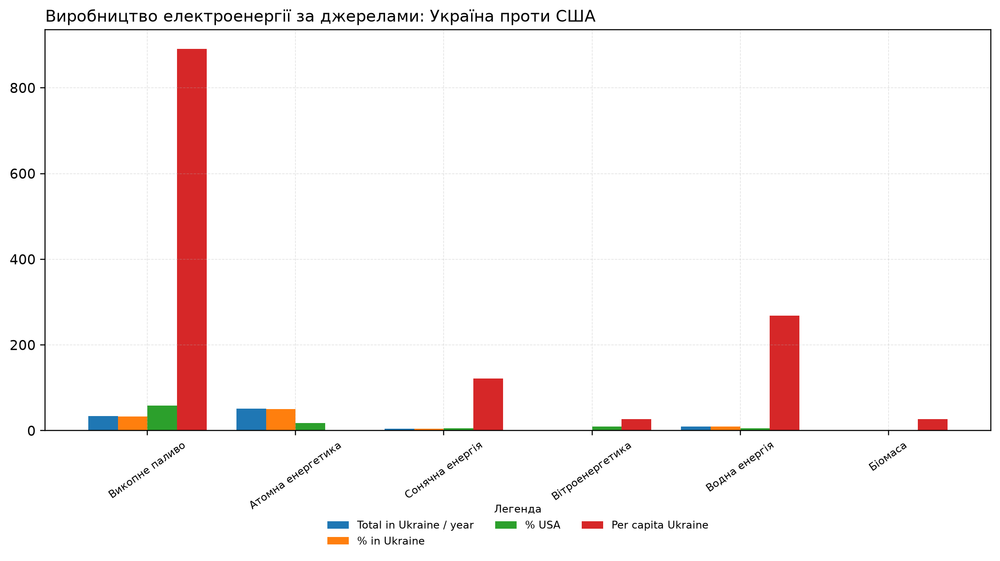 Виробництво електроенергії за джерелами: Україна проти США
800
600
400
200
0
Викопне паливо
Атомна енергетика
Сонячна енергія
Вітроенергетика
Водна енергія
Біомаса
Легенда
Total in Ukraine / year
% in Ukraine
% USA
Per capita Ukraine